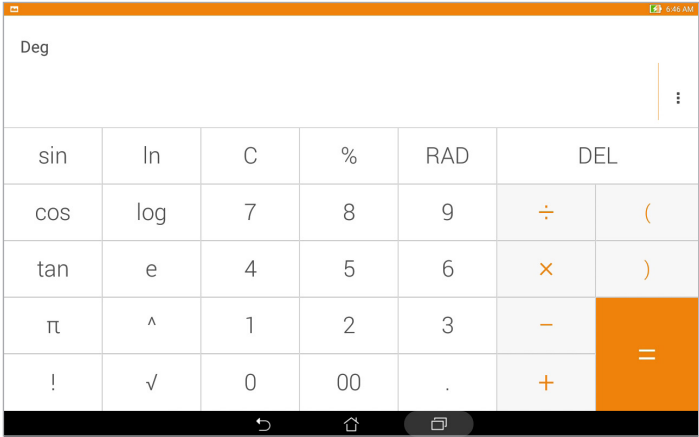 6:46 AM
Deg
sin ln C % RAD DEL
cos log 7 8 9 ÷ (
tan e 4 5 6 × )
π ^ 1 2 3 −
! √ 0 00 . + =